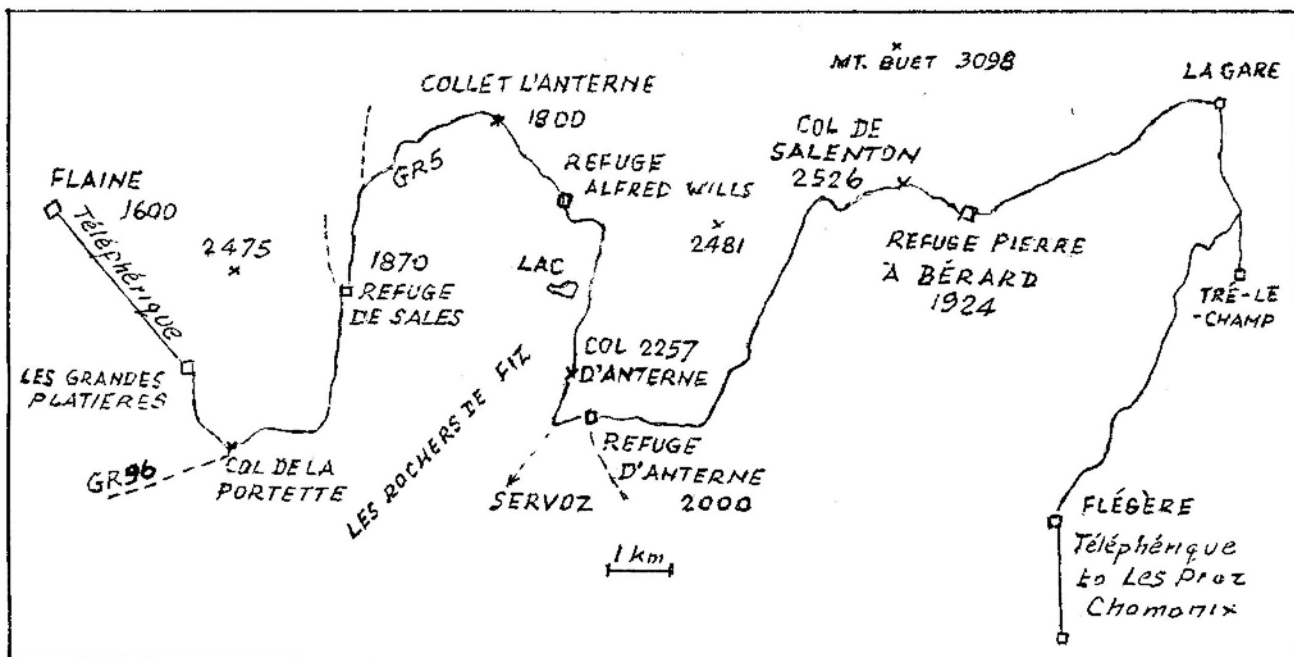 MT. BUET 3098
LA GARE
COLLET L'ANTERNE
1800
COL DE
SALENTON
2526
GR5
REFUGE
ALFRED WILLS
FLAINE
1600
Téléphérique
2475
2481
1870
REFUGE
DE SALES
LAC
REFUGE PIERRE
À BÉRARD
1924
TRÉ-LE
-CHAMP
LES GRANDES
PLATIERES
COL 2257
D'ANTERNE
LES ROCHERS DE FIZ
GR96
COL DE LA
PORTETTE
REFUGE
D'ANTERNE
2000
SERVOZ
1 km
FLÉGÈRE
Téléphérique
to Les Praz
Chamonix